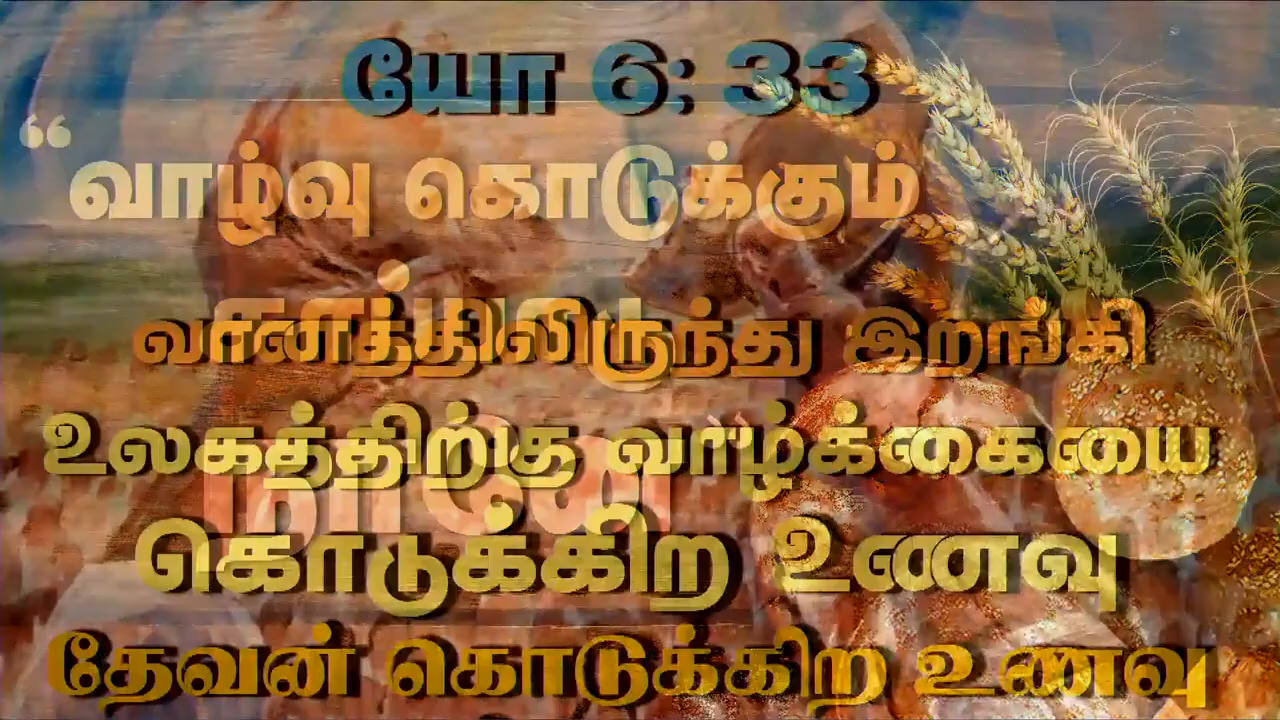 யோ 6: 33
“வாழ்வு கொடுக்கும்
வானத்திலிருந்து இறங்கி
உலகத்திற்கு வாழ்க்கையை
நானே
கொடுக்கிற உணவு
தேவன் கொடுக்கிற உணவு